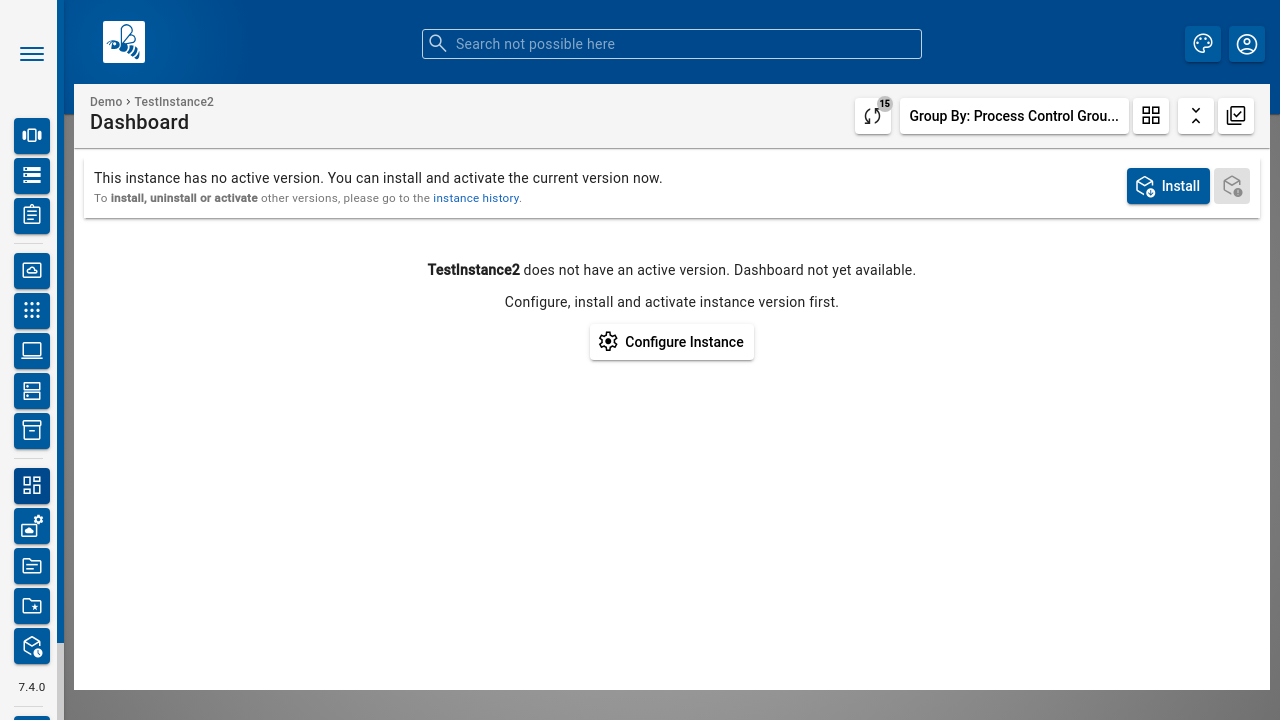 Search not possible here
Demo › TestInstance2
Dashboard
15
Group By: Process Control Grou...
This instance has no active version. You can install and activate the current version now.
To install, uninstall or activate other versions, please go to the instance history.
Install
TestInstance2 does not have an active version. Dashboard not yet available.
Configure, install and activate instance version first.
Configure Instance
7.4.0